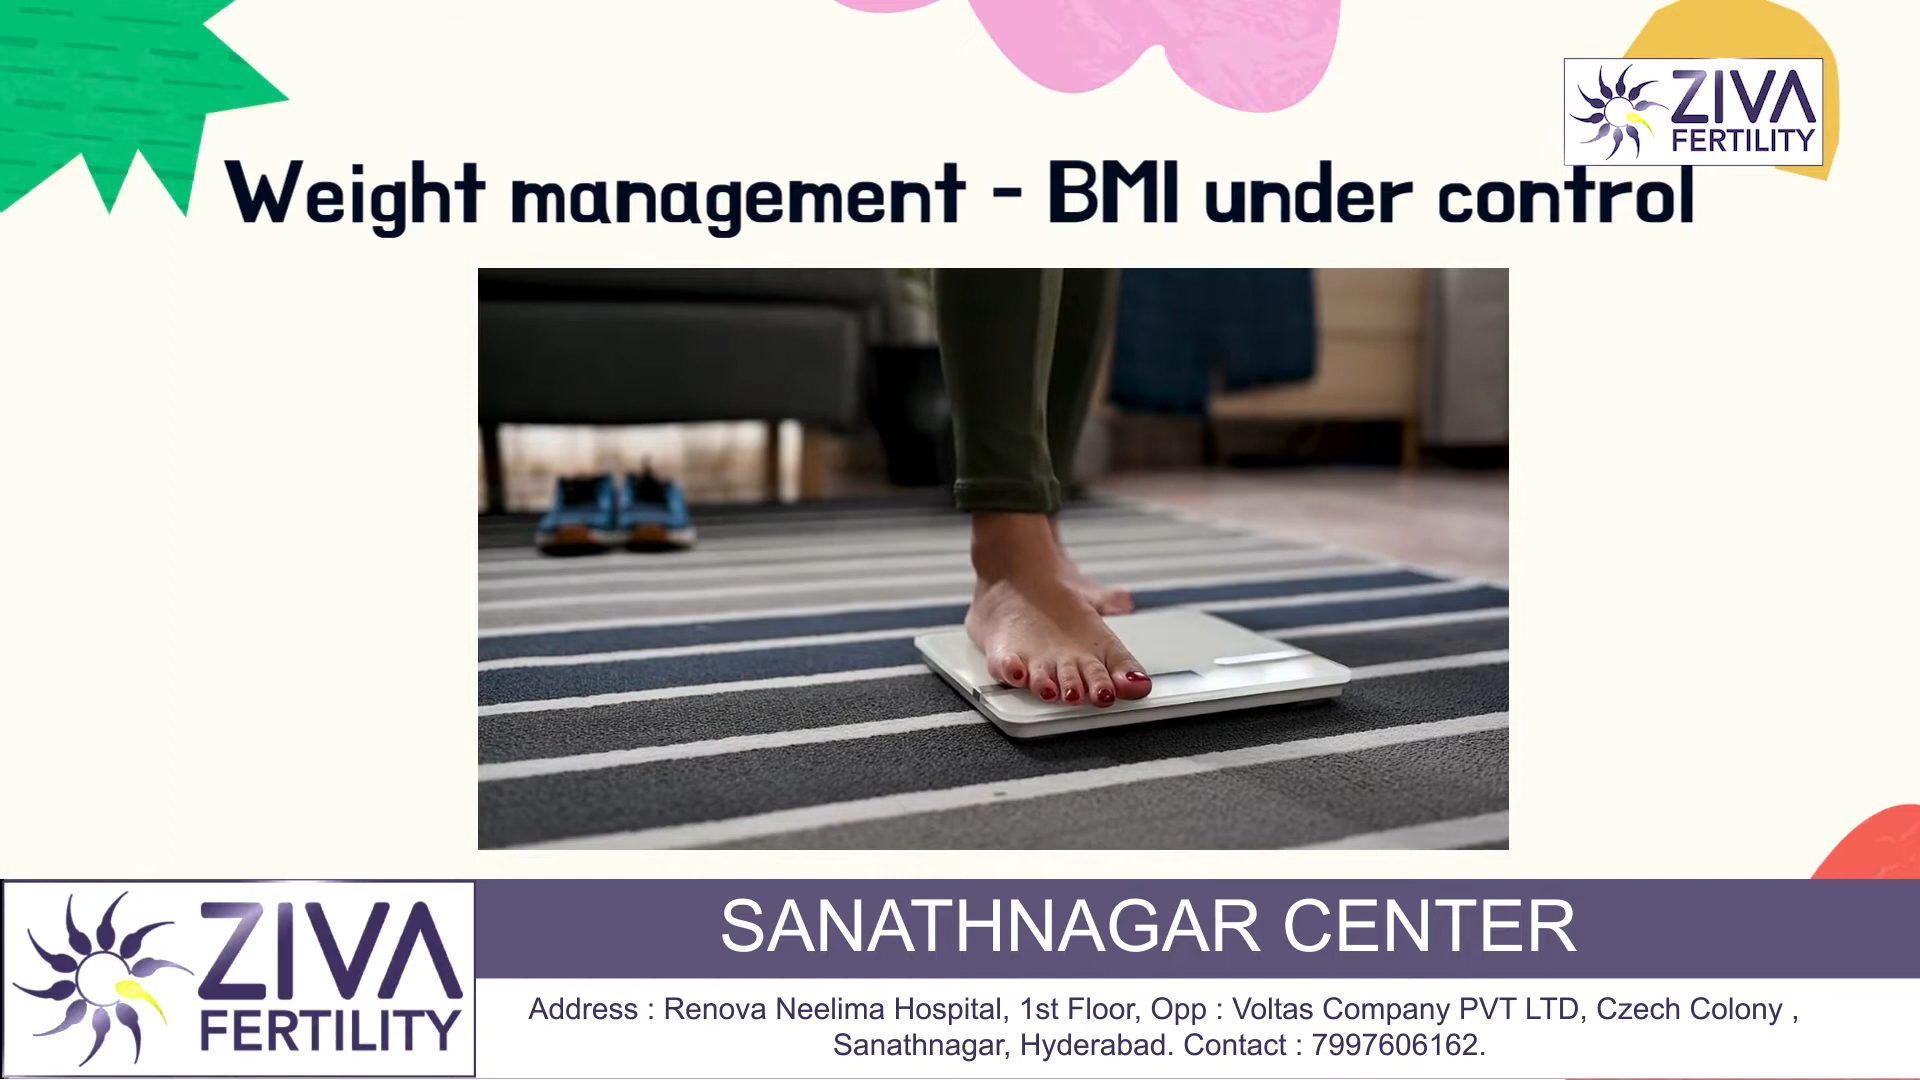 ZIVA
FERTILITY
Weight management - BMI under control
ZIVA
FERTILITY
SANATHNAGAR CENTER
Address : Renova Neelima Hospital, 1st Floor, Opp : Voltas Company PVT LTD, Czech Colony ,
Sanathnagar, Hyderabad. Contact : 7997606162.